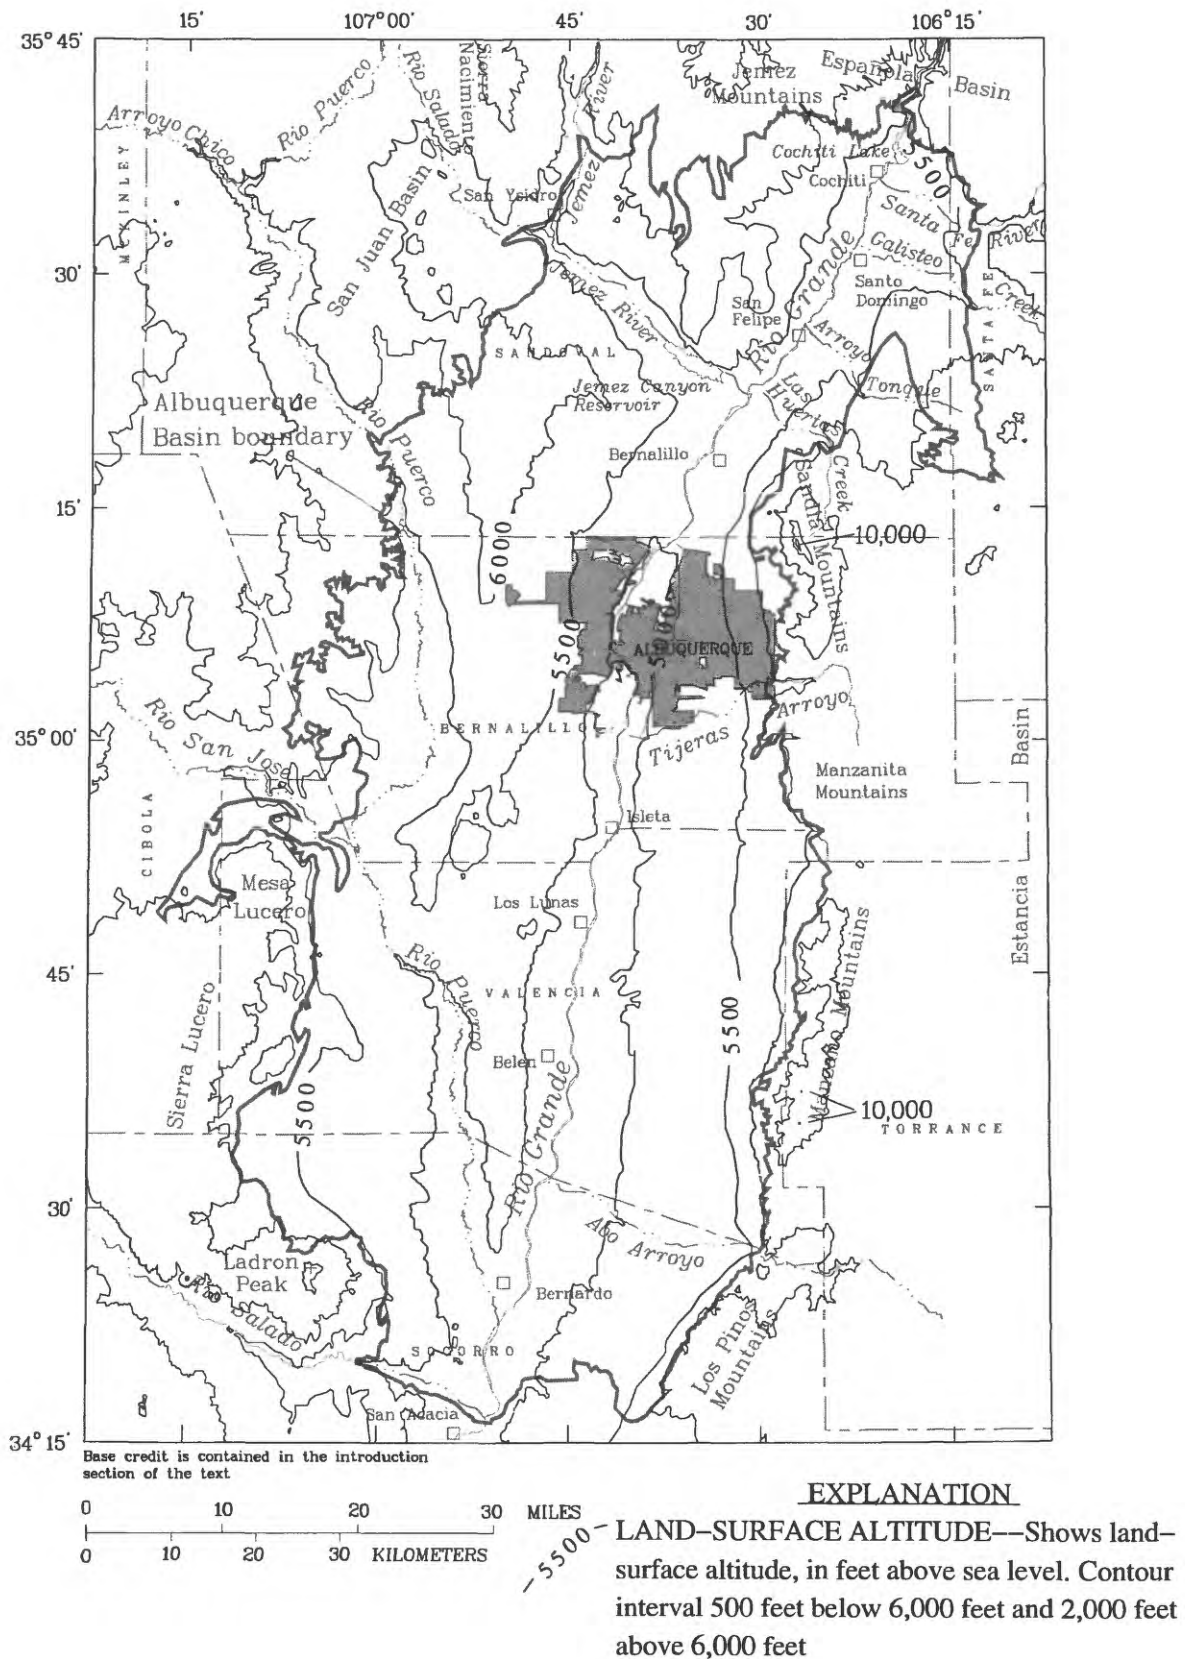 15' 107°00' 45' 30' 106°15'
35°45'
30'
15'
35°00'
45'
30'
34°15'
Arroyo Chico
Rio Puerco
Rio Salado
Sierra
Nacimiento
River
Jemez
Mountains
Española
Basin
MCKINLEY
San Juan Basin
San Ysidro
Jemez
Cochiti Lake
5500
Cochiti
Santa
Fe
River
Galisteo
Creek
Santo
Domingo
SANTA FE
Jemez River
San
Felipe
Rio Grande
Arroyo
Tonque
SANDOVAL
Jemez Canyon
Reservoir
Las
Huertas
Creek
Albuquerque
Basin boundary
Rio Puerco
Bernalillo
Sandia Mountains
10,000
6000
5500
5000
ALBUQUERQUE
Arroyo
Tijeras
BERNALILLO
Rio San Jose
CIBOLA
Manzanita
Mountains
Basin
Estancia
Isleta
Mesa
Lucero
Los Lunas
Rio Puerco
VALENCIA
Sierra Lucero
Belen
5500
5500
Manzano Mountains
10,000
TORRANCE
Rio Grande
Abo Arroyo
Ladron
Peak
Rio Salado
Bernardo
SOCORRO
Los Pinos
Mountains
San Acacia
Base credit is contained in the introduction
section of the text
0 10 20 30 MILES
0 10 20 30 KILOMETERS
EXPLANATION
—5500— LAND–SURFACE ALTITUDE––Shows land–
surface altitude, in feet above sea level. Contour
interval 500 feet below 6,000 feet and 2,000 feet
above 6,000 feet